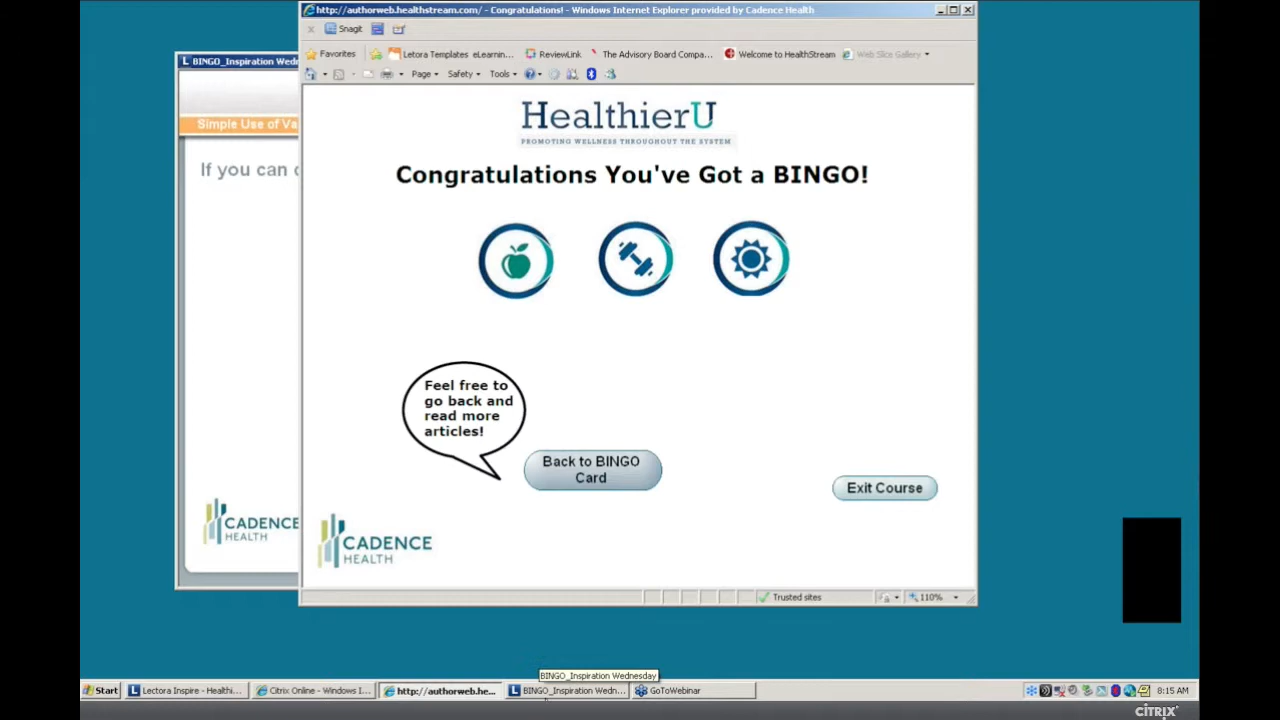 http://authorweb.healthstream.com/ - Congratulations! - Windows Internet Explorer provided by Cadence Health
Snagit
Favorites Letora Templates eLearnin... ReviewLink The Advisory Board Compa... Welcome to HealthStream Web Slice Gallery
Page Safety Tools
BINGO_Inspiration Wedn
Simple Use of Va
If you can
HealthierU
PROMOTING WELLNESS THROUGHOUT THE SYSTEM
Congratulations You've Got a BINGO!
Feel free to
go back and
read more
articles!
Back to BINGO
Card
Exit Course
CADENCE
HEALTH
CADENCE
HEALTH
Trusted sites 110%
BINGO_Inspiration Wednesday
Start Lectora Inspire - Healthi... Citrix Online - Windows I... http://authorweb.he... BINGO_Inspiration Wedn... GoToWebinar 8:15 AM
CITRIX